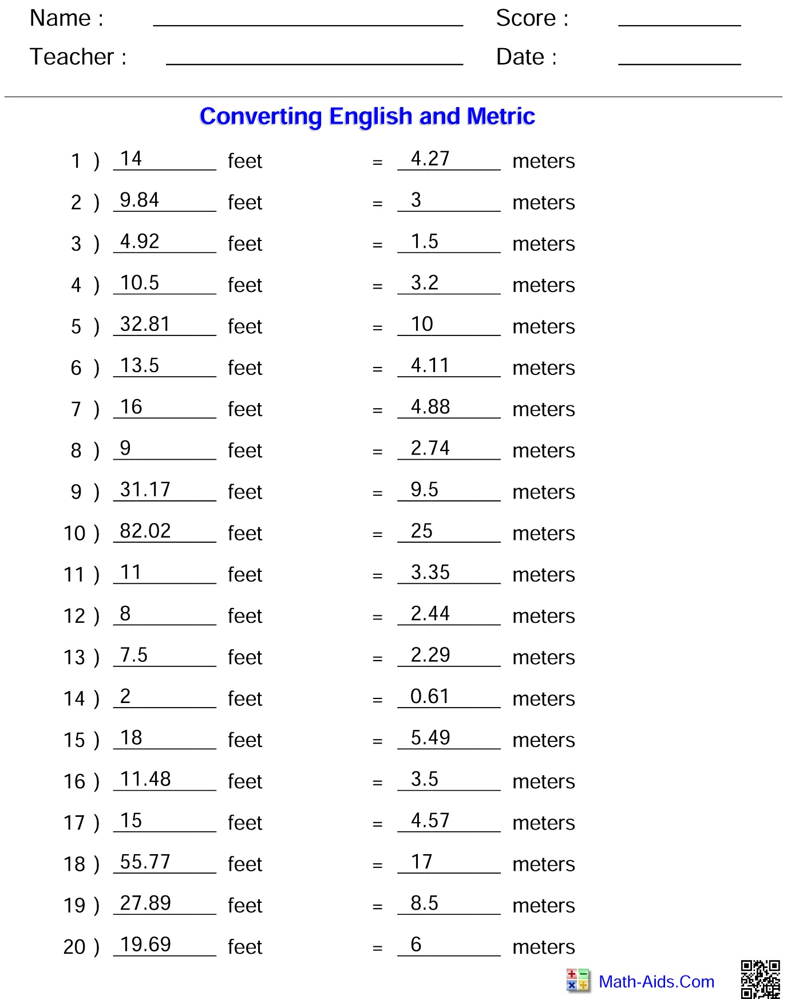 Name : Score :
Teacher : Date :
Converting English and Metric
1 ) 14 feet = 4.27 meters
2 ) 9.84 feet = 3 meters
3 ) 4.92 feet = 1.5 meters
4 ) 10.5 feet = 3.2 meters
5 ) 32.81 feet = 10 meters
6 ) 13.5 feet = 4.11 meters
7 ) 16 feet = 4.88 meters
8 ) 9 feet = 2.74 meters
9 ) 31.17 feet = 9.5 meters
10 ) 82.02 feet = 25 meters
11 ) 11 feet = 3.35 meters
12 ) 8 feet = 2.44 meters
13 ) 7.5 feet = 2.29 meters
14 ) 2 feet = 0.61 meters
15 ) 18 feet = 5.49 meters
16 ) 11.48 feet = 3.5 meters
17 ) 15 feet = 4.57 meters
18 ) 55.77 feet = 17 meters
19 ) 27.89 feet = 8.5 meters
20 ) 19.69 feet = 6 meters
Math-Aids.Com